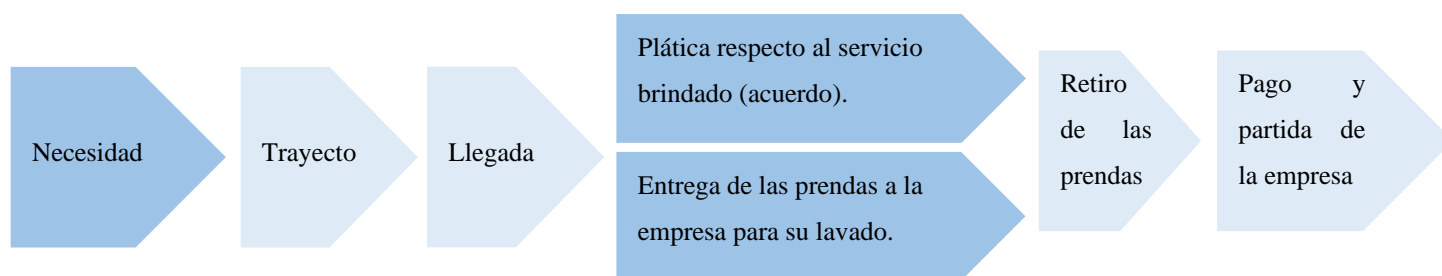 Necesidad
Trayecto
Llegada
Plática respecto al servicio
brindado (acuerdo).
Entrega de las prendas a la
empresa para su lavado.
Retiro
de las
prendas
Pago y
partida de
la empresa